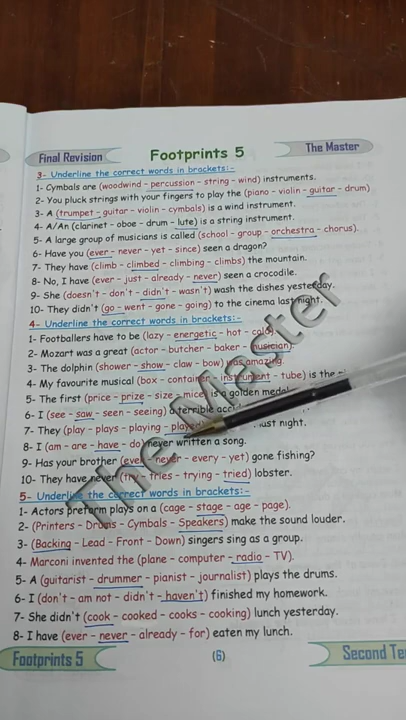 Final Revision Footprints 5 The Master
3- Underline the correct words in brackets:-
1- Cymbals are (woodwind - percussion - string - wind) instruments.
2- You pluck strings with your fingers to play the (piano - violin - guitar - drum)
3- A (trumpet - guitar - violin - cymbals) is a wind instrument.
4- A/An (clarinet - oboe - drum - lute) is a string instrument.
5- A large group of musicians is called (school - group - orchestra - chorus).
6- Have you (ever - never - yet - since) seen a dragon?
7- They have (climb - climbed - climbing - climbs) the mountain.
8- No, I have (ever - just - already - never) seen a crocodile.
9- She (doesn't - don't - didn't - wasn't) wash the dishes yesterday.
10- They didn't (go - went - gone - going) to the cinema last night.
4- Underline the correct words in brackets:-
1- Footballers have to be (lazy - energetic - hot - cold).
2- Mozart was a great (actor - butcher - baker - musician).
3- The dolphin (shower - show - claw - bow) was amazing.
4- My favourite musical (box - container - instrument - tube) is the
5- The first (price - prize - size - mice) is a golden medal
6- I (see - saw - seen - seeing) a terrible
7- They (play - plays - playing - last night.
8- I (am - are - have - do) never written a song.
9- Has your brother (ever - never - every - yet) gone fishing?
10- They have never (try - tries - trying - tried) lobster.
5- Underline the correct words in brackets:-
1- Actors preform plays on a (cage - stage - age - page).
2- (Printers - Drums - Cymbals - Speakers) make the sound louder.
3- (Backing - Lead - Front - Down) singers sing as a group.
4- Marconi invented the (plane - computer - radio - TV).
5- A (guitarist - drummer - pianist - journalist) plays the drums.
6- I (don't - am not - didn't - haven't) finished my homework.
7- She didn't (cook - cooked - cooks - cooking) lunch yesterday.
8- I have (ever - never - already - for) eaten my lunch.
Footprints 5 (6) Second
The Master